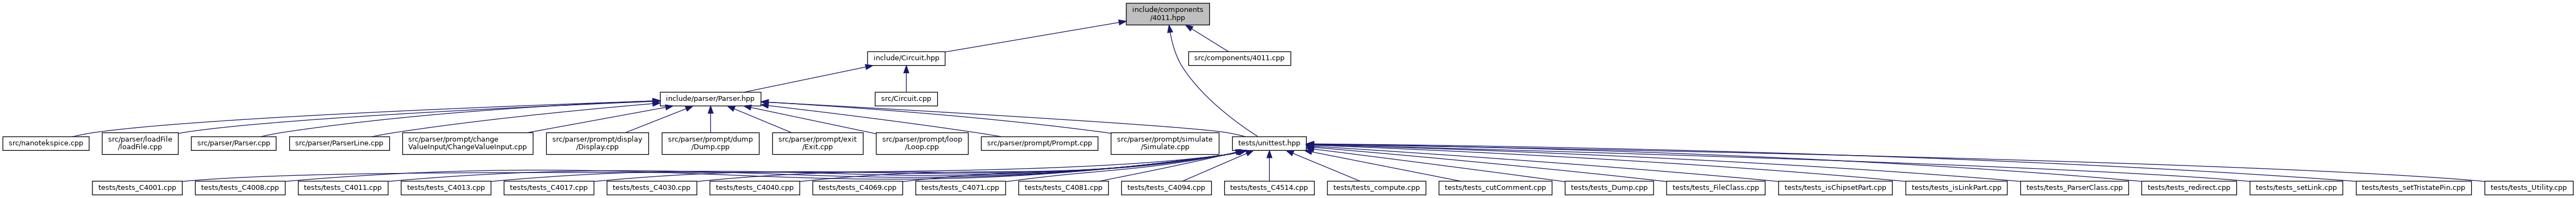 include/components
/4011.hpp
include/Circuit.hpp
src/components/4011.cpp
include/parser/Parser.hpp
src/Circuit.cpp
src/nanotekspice.cpp
src/parser/loadFile
/loadFile.cpp
src/parser/Parser.cpp
src/parser/ParserLine.cpp
src/parser/prompt/change
ValueInput/ChangeValueInput.cpp
src/parser/prompt/display
/Display.cpp
src/parser/prompt/dump
/Dump.cpp
src/parser/prompt/exit
/Exit.cpp
src/parser/prompt/loop
/Loop.cpp
src/parser/prompt/Prompt.cpp
src/parser/prompt/simulate
/Simulate.cpp
tests/unittest.hpp
tests/tests_C4001.cpp
tests/tests_C4008.cpp
tests/tests_C4011.cpp
tests/tests_C4013.cpp
tests/tests_C4017.cpp
tests/tests_C4030.cpp
tests/tests_C4040.cpp
tests/tests_C4069.cpp
tests/tests_C4071.cpp
tests/tests_C4081.cpp
tests/tests_C4094.cpp
tests/tests_C4514.cpp
tests/tests_compute.cpp
tests/tests_cutComment.cpp
tests/tests_Dump.cpp
tests/tests_FileClass.cpp
tests/tests_isChipsetPart.cpp
tests/tests_isLinkPart.cpp
tests/tests_ParserClass.cpp
tests/tests_redirect.cpp
tests/tests_setLink.cpp
tests/tests_setTristatePin.cpp
tests/tests_Utility.cpp